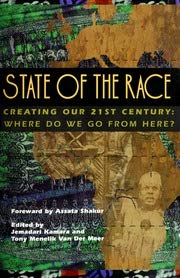 STATE OF THE RACE
CREATING OUR 21ST CENTURY:
WHERE DO WE GO FROM HERE?
Foreword by Assata Shakur
Edited by
Jemadari Kamara and
Tony Menelik Van Der Meer